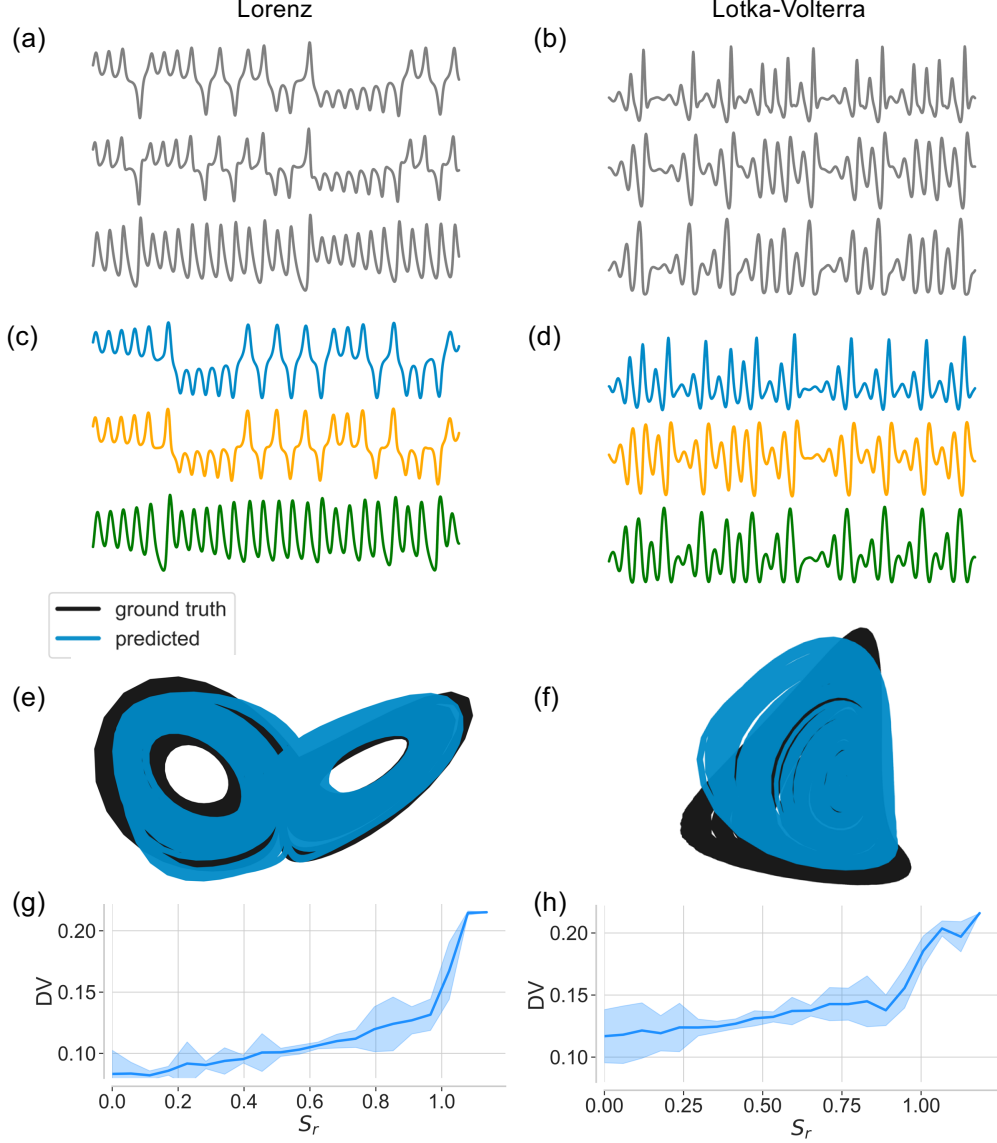 Lorenz
Lotka-Volterra
(a)
(b)
(c)
(d)
ground truth
predicted
(e)
(f)
(g)
(h)
DV
0.20
0.15
0.10
0.0 0.2 0.4 0.6 0.8 1.0
S_r
DV
0.20
0.15
0.10
0.00 0.25 0.50 0.75 1.00
S_r